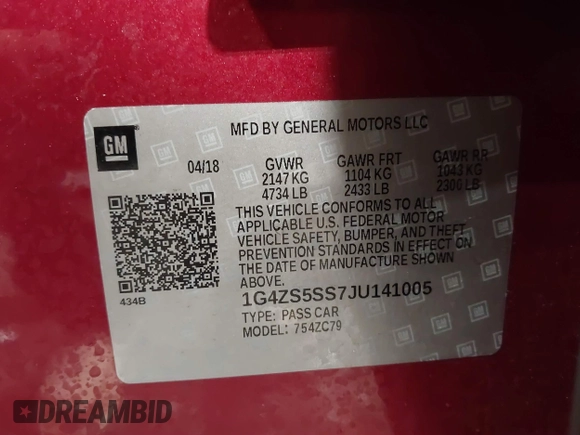 MFD BY GENERAL MOTORS LLC
GM
04/18 GVWR GAWR FRT GAWR RR
2147 KG 1104 KG 1043 KG
4734 LB 2433 LB 2300 LB
THIS VEHICLE CONFORMS TO ALL
APPLICABLE U.S. FEDERAL MOTOR
VEHICLE SAFETY, BUMPER, AND THEFT
PREVENTION STANDARDS IN EFFECT ON
THE DATE OF MANUFACTURE SHOWN
ABOVE.
434B
1G4ZS5SS7JU141005
TYPE: PASS CAR
MODEL: 754ZC79
DREAMBID